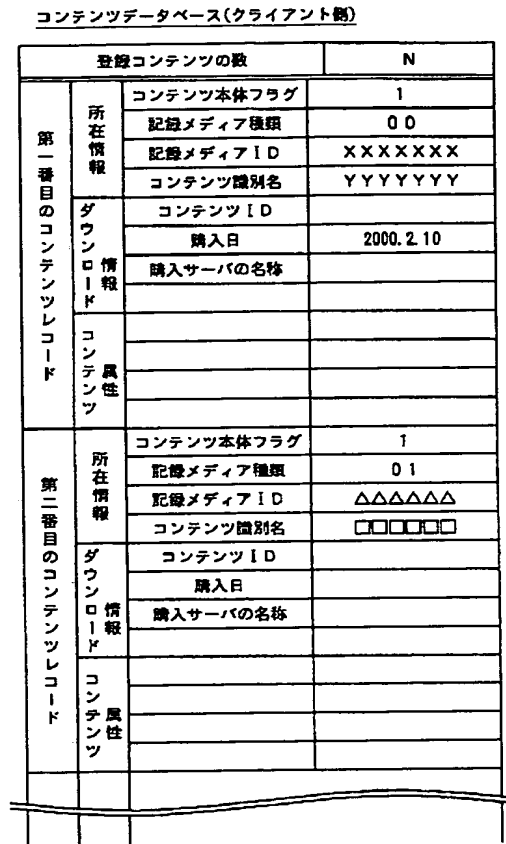 コンテンツデータベース(クライアント側)
登録コンテンツの数 N
第一番目のコンテンツレコード
所在情報
コンテンツ本体フラグ 1
記録メディア種類 00
記録メディアID XXXXXXX
コンテンツ識別名 YYYYYYY
ダウンロード情報
コンテンツID
購入日 2000.2.10
購入サーバの名称
コンテンツ属性
第二番目のコンテンツレコード
所在情報
コンテンツ本体フラグ 1
記録メディア種類 01
記録メディアID △△△△△△
コンテンツ識別名 □□□□□□
ダウンロード情報
コンテンツID
購入日
購入サーバの名称
コンテンツ属性